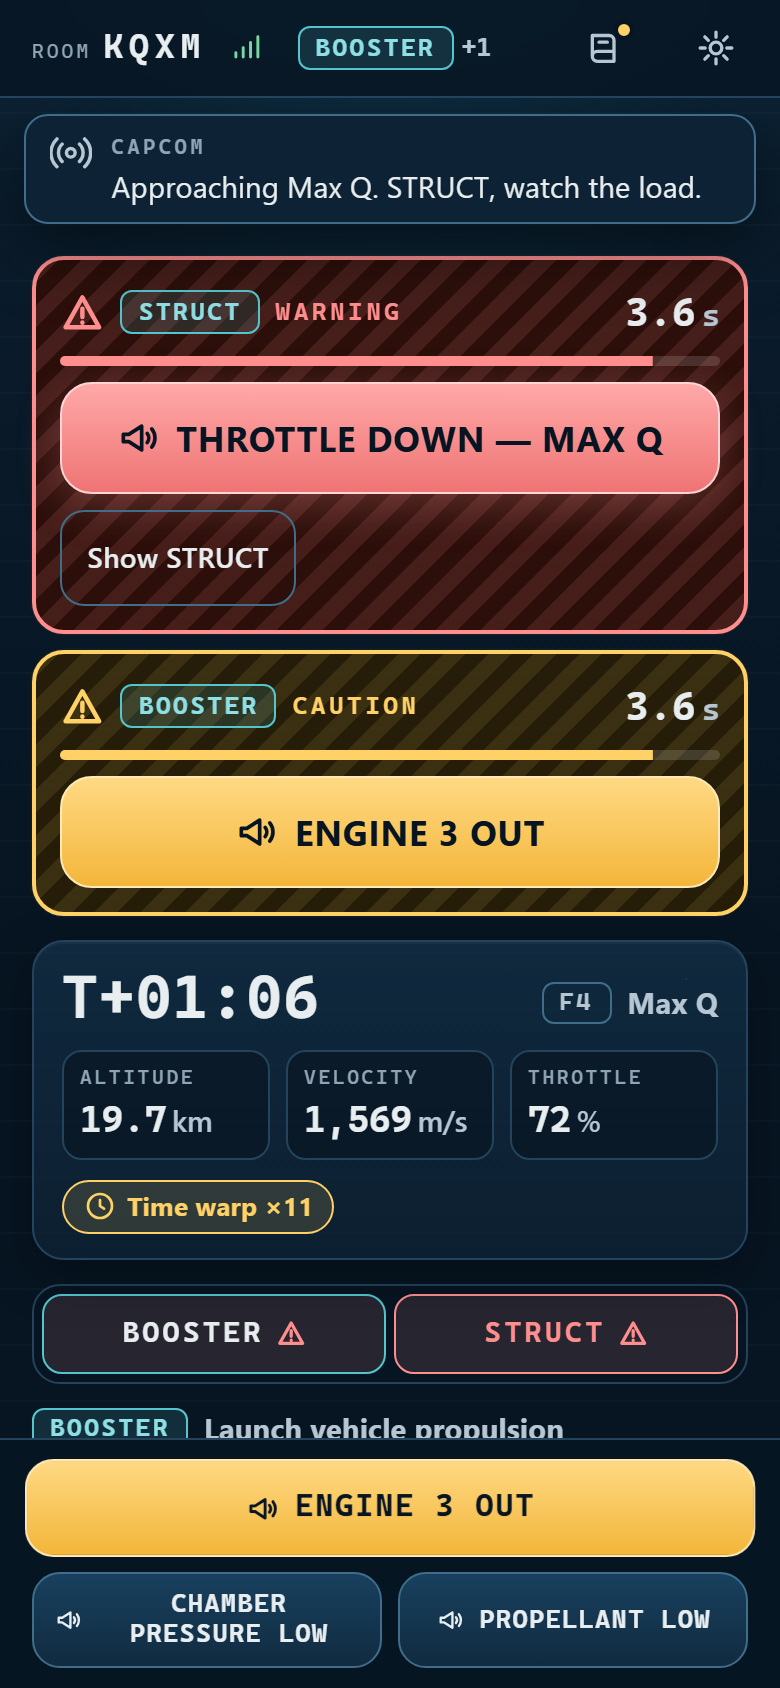 ROOM KQXM BOOSTER +1
CAPCOM
Approaching Max Q. STRUCT, watch the load.
STRUCT WARNING 3.6 s
THROTTLE DOWN — MAX Q
Show STRUCT
BOOSTER CAUTION 3.6 s
ENGINE 3 OUT
T+01:06 F4 Max Q
ALTITUDE VELOCITY THROTTLE
19.7 km 1,569 m/s 72 %
Time warp ×11
BOOSTER STRUCT
BOOSTER Launch vehicle propulsion
ENGINE 3 OUT
CHAMBER
PRESSURE LOW
PROPELLANT LOW